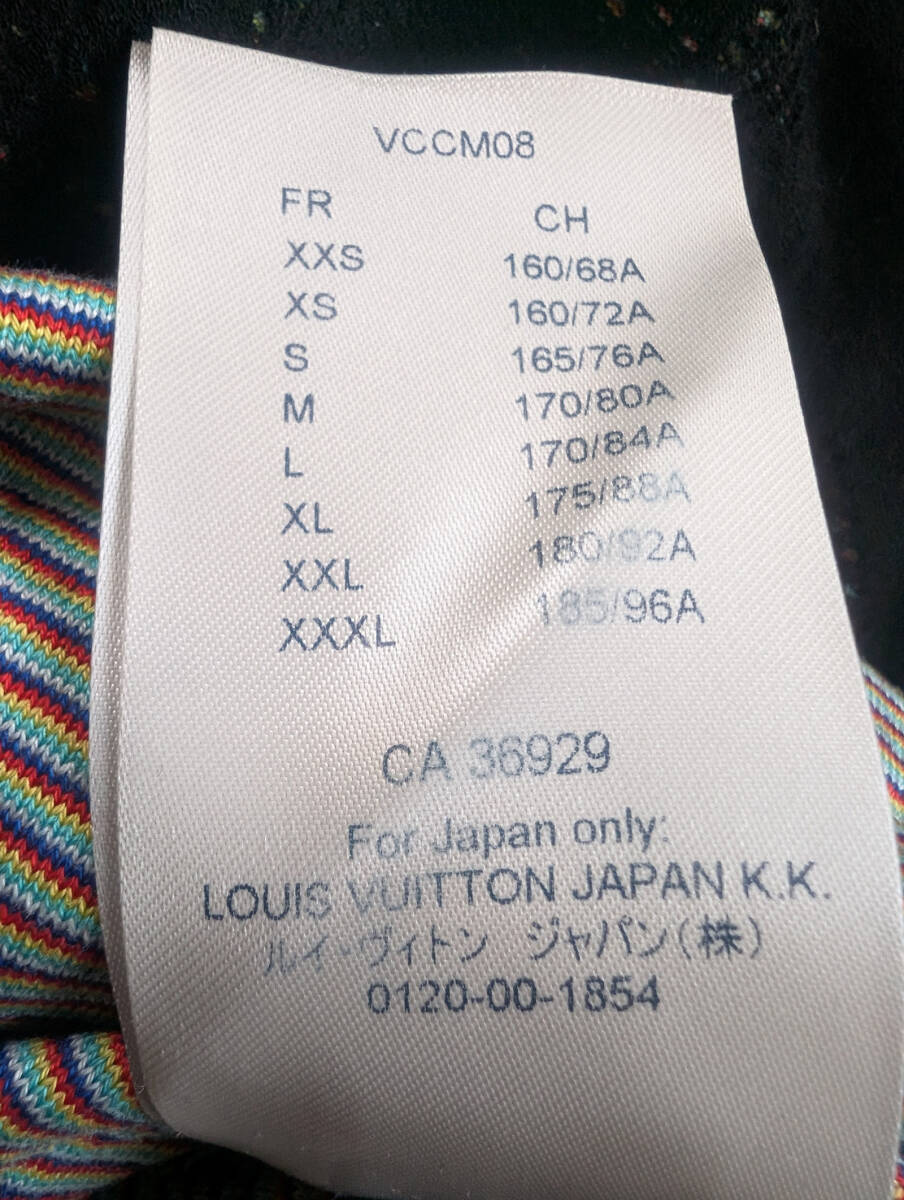 VCCM08
FR CH
XXS 160/68A
XS 160/72A
S 165/76A
M 170/80A
L 170/84A
XL 175/88A
XXL 180/92A
XXXL 185/96A
CA 36929
For Japan only:
LOUIS VUITTON JAPAN K.K.
ルイ・ヴィトン ジャパン(株)
0120-00-1854